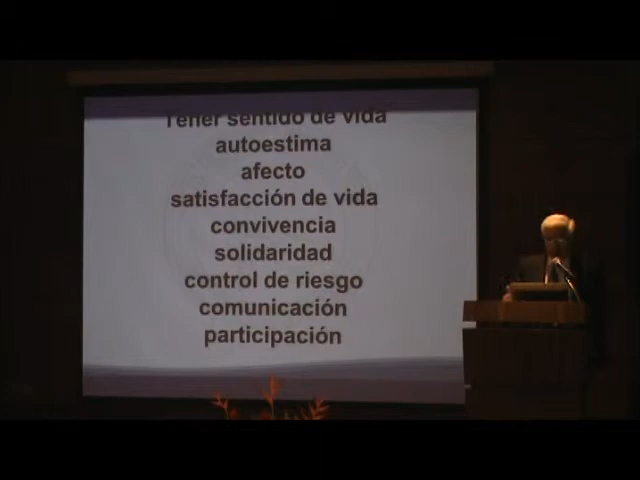 Tener sentido de vida
autoestima
afecto
satisfacción de vida
convivencia
solidaridad
control de riesgo
comunicación
participación